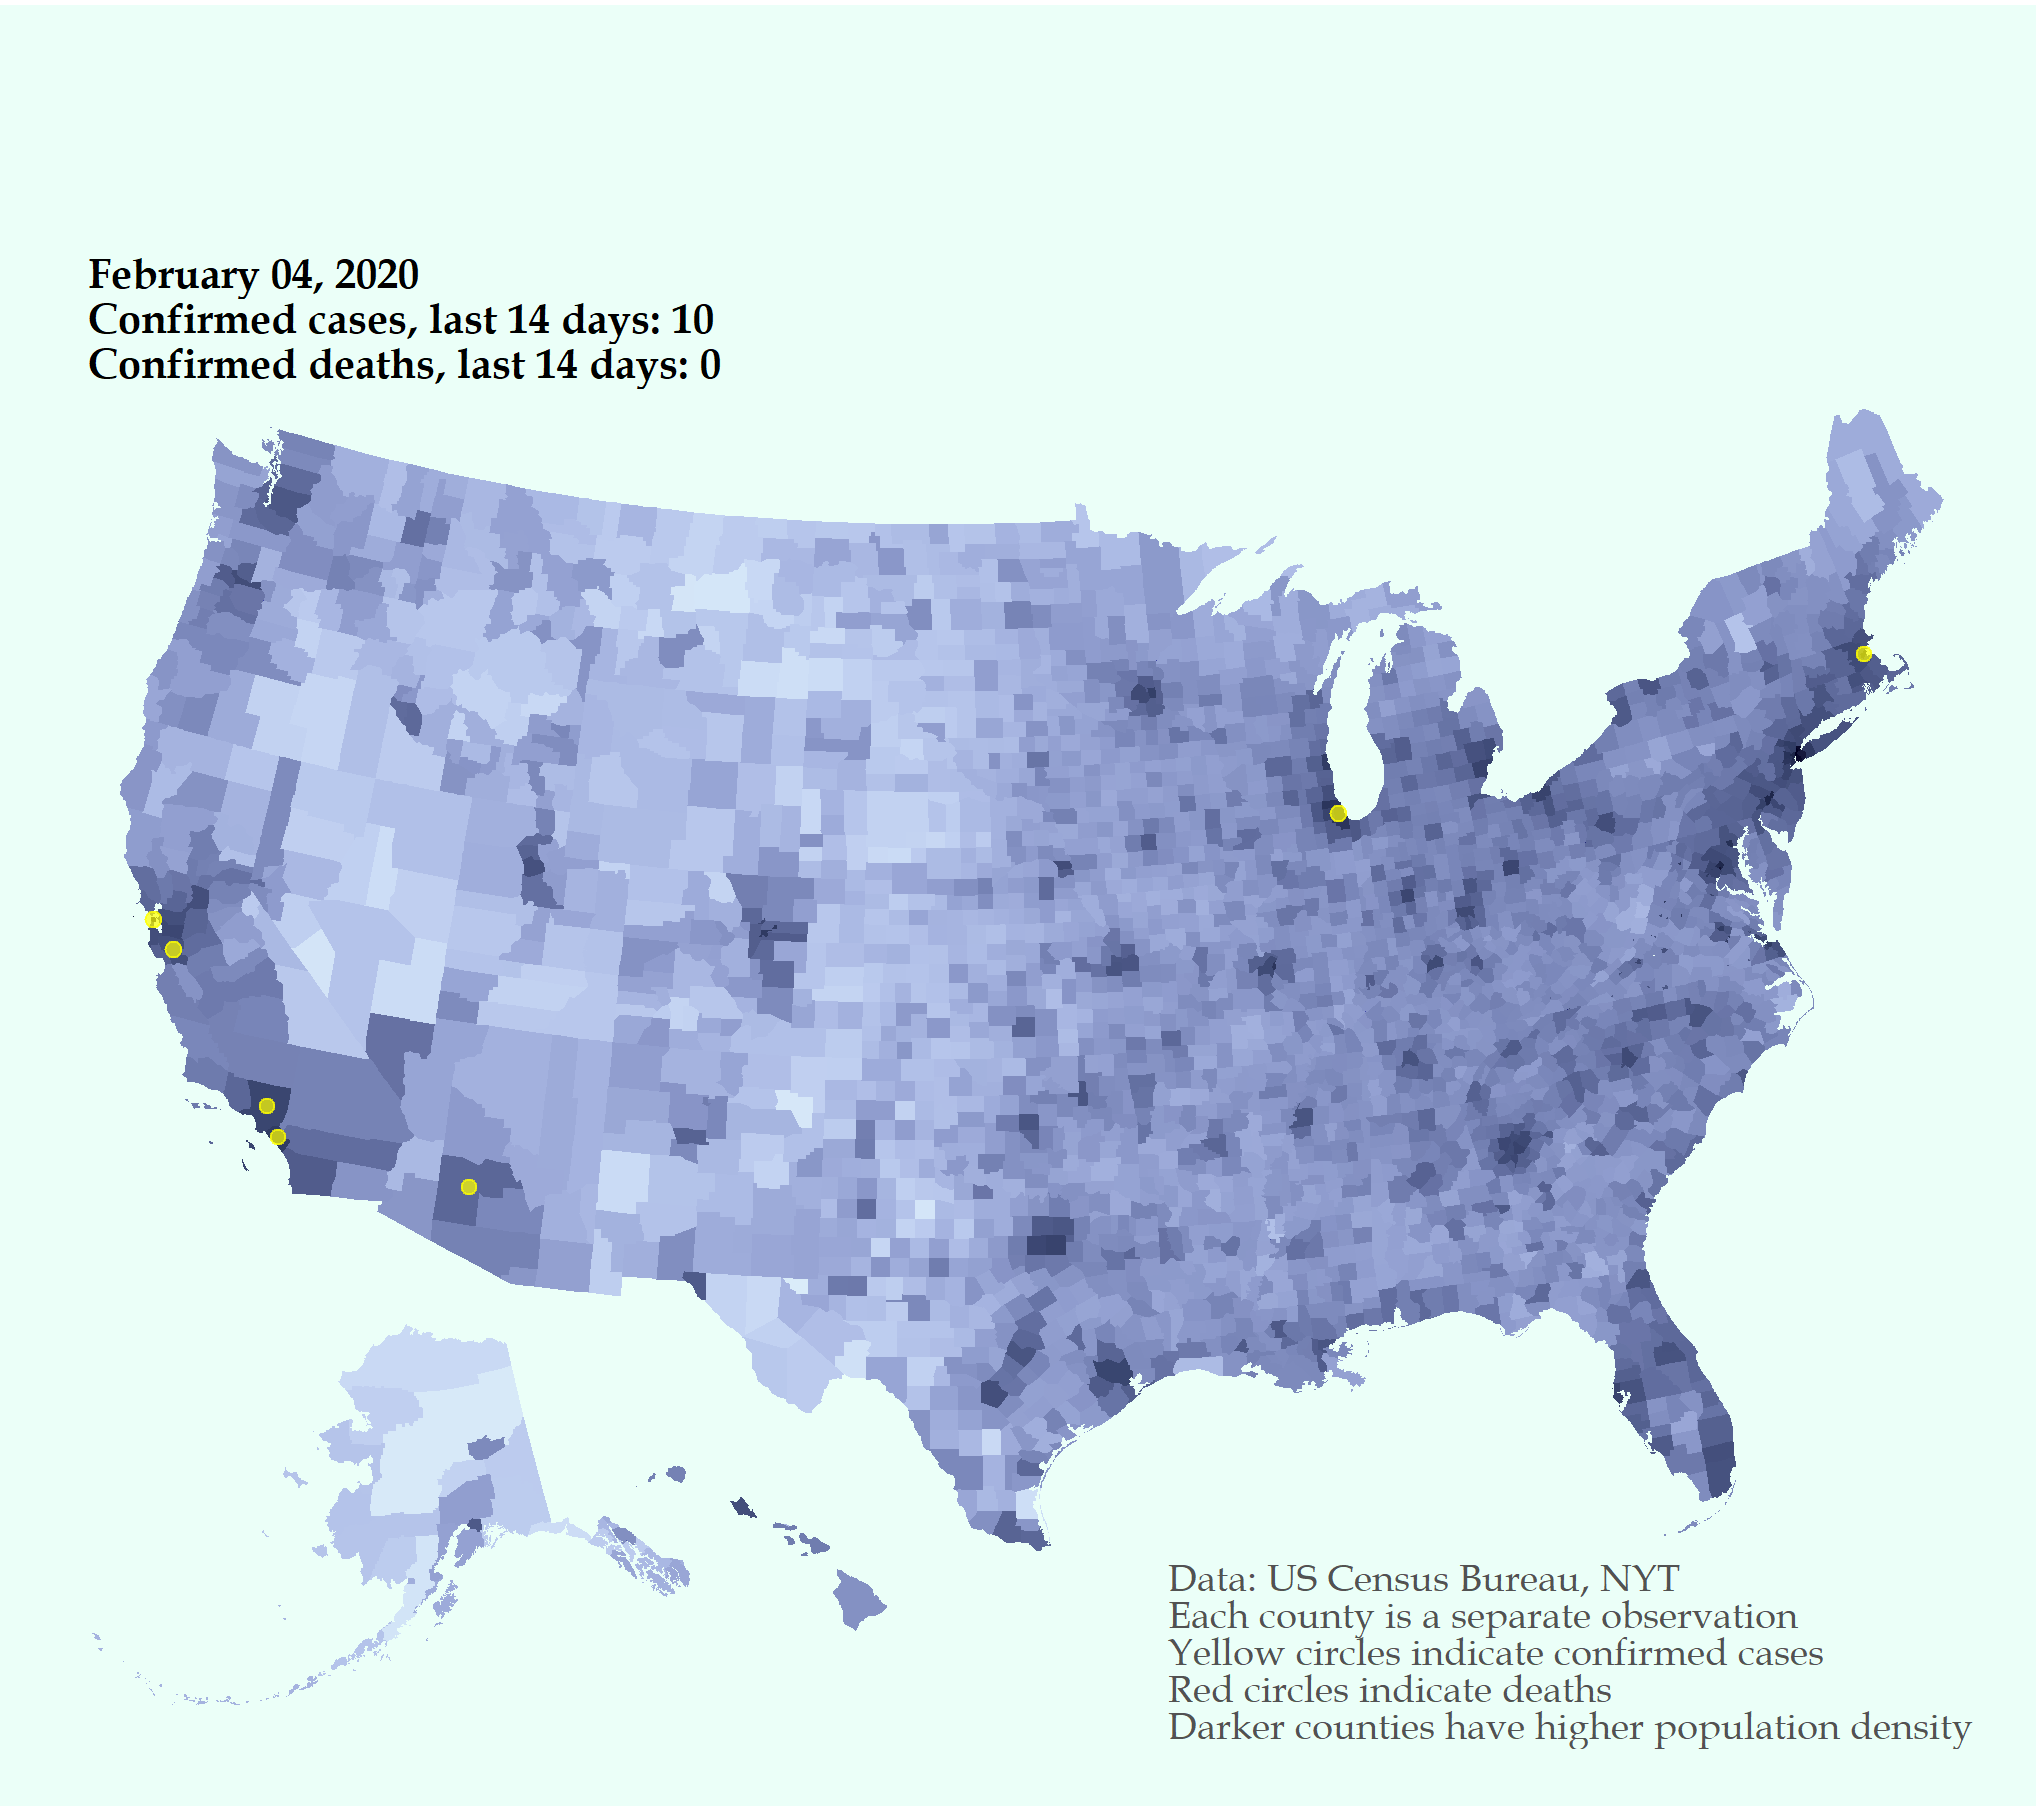 February 04, 2020
Confirmed cases, last 14 days: 10
Confirmed deaths, last 14 days: 0
Data: US Census Bureau, NYT
Each county is a separate observation
Yellow circles indicate confirmed cases
Red circles indicate deaths
Darker counties have higher population density